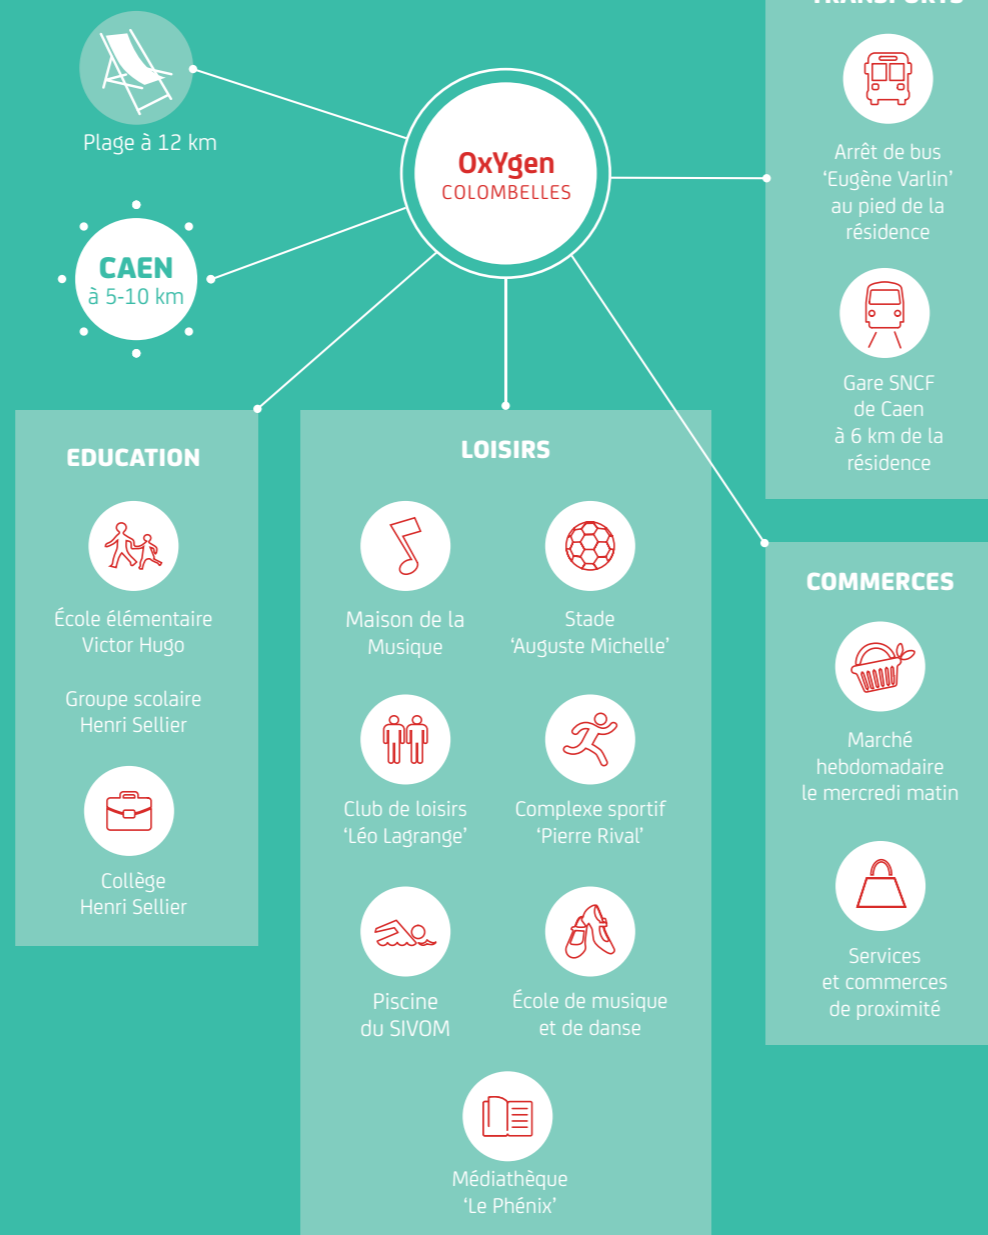 TRANSPORTS
Plage à 12 km
OxYgen
COLOMBELLES
CAEN
à 5-10 km
Arrêt de bus
‘Eugène Varlin’
au pied de la
résidence
Gare SNCF
de Caen
à 6 km de la
résidence
EDUCATION
École élémentaire
Victor Hugo
Groupe scolaire
Henri Sellier
Collège
Henri Sellier
LOISIRS
Maison de la
Musique
Stade
‘Auguste Michelle’
Club de loisirs
‘Léo Lagrange’
Complexe sportif
‘Pierre Rival’
Piscine
du SIVOM
École de musique
et de danse
Médiathèque
‘Le Phénix’
COMMERCES
Marché
hebdomadaire
le mercredi matin
Services
et commerces
de proximité